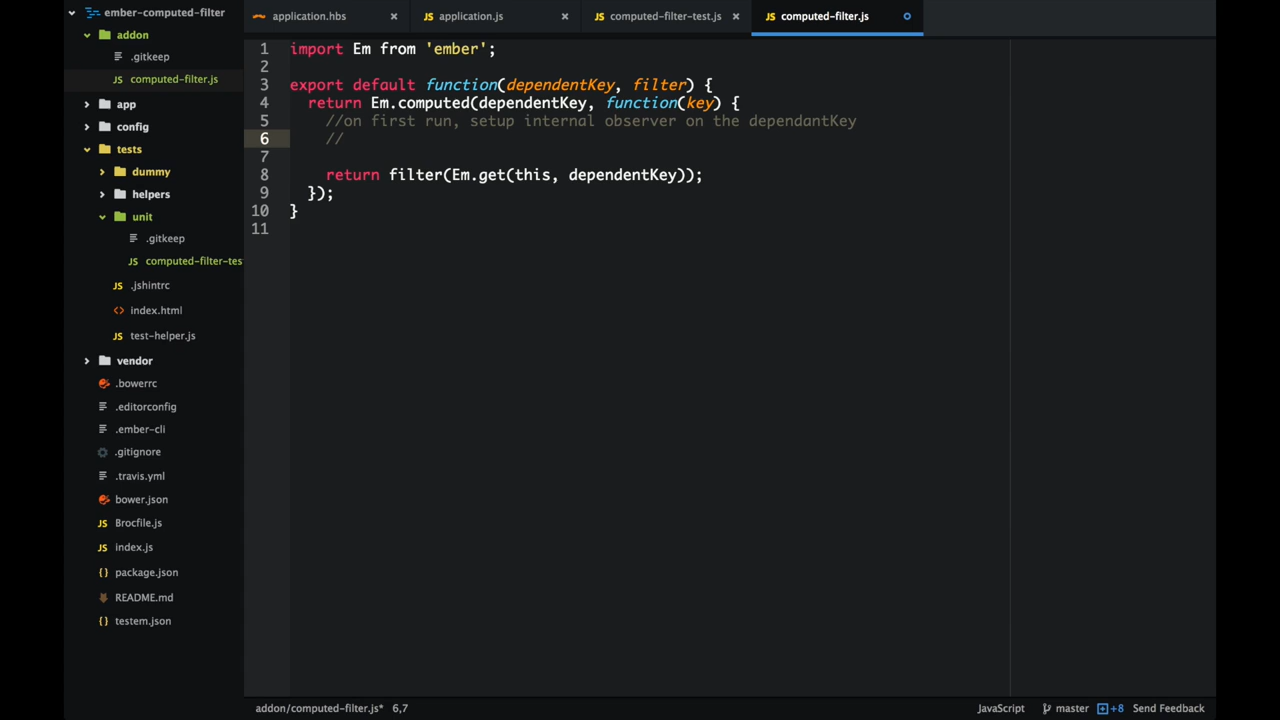 ember-computed-filter
addon
.gitkeep
computed-filter.js
app
config
tests
dummy
helpers
unit
.gitkeep
computed-filter-tes
.jshintrc
index.html
test-helper.js
vendor
.bowerrc
.editorconfig
.ember-cli
.gitignore
.travis.yml
bower.json
Brocfile.js
index.js
package.json
README.md
testem.json
application.hbs
application.js
computed-filter-test.js
computed-filter.js
1 import Em from 'ember';
2
3 export default function(dependentKey, filter) {
4 return Em.computed(dependentKey, function(key) {
5 //on first run, setup internal observer on the dependantKey
6 //
7
8 return filter(Em.get(this, dependentKey));
9 });
10 }
11
addon/computed-filter.js* 6,7
JavaScript master +8 Send Feedback